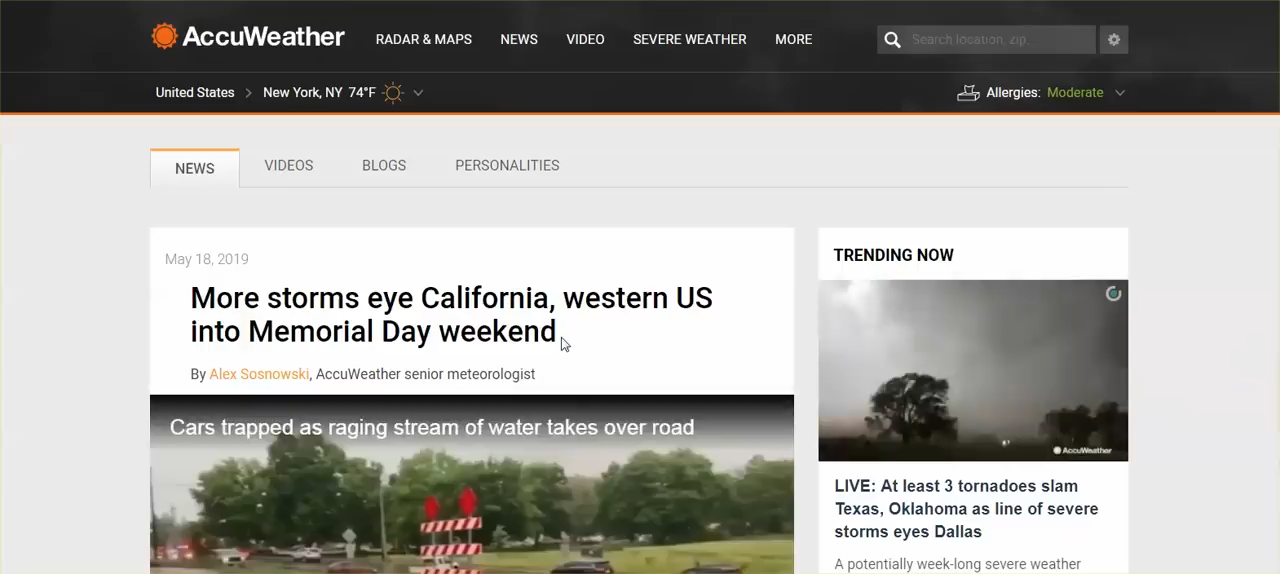 AccuWeather
RADAR & MAPS NEWS VIDEO SEVERE WEATHER MORE
Search location, zip.
United States > New York, NY 74°F
Allergies: Moderate
NEWS VIDEOS BLOGS PERSONALITIES
May 18, 2019
More storms eye California, western US
into Memorial Day weekend
By Alex Sosnowski, AccuWeather senior meteorologist
Cars trapped as raging stream of water takes over road
TRENDING NOW
AccuWeather
LIVE: At least 3 tornadoes slam
Texas, Oklahoma as line of severe
storms eyes Dallas
A potentially week-long severe weather